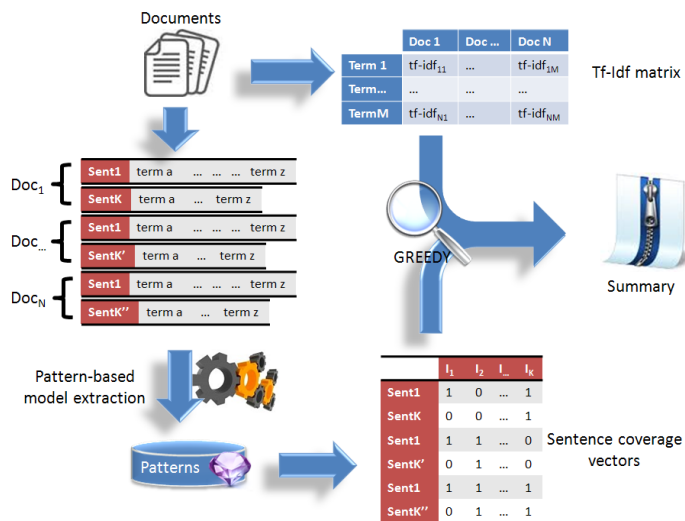 Documents
Doc 1 Doc ... Doc N
Term 1 tf-idf11 ... tf-idf1M
Term... ... ...
TermM tf-idfN1 ... tf-idfNM
Tf-Idf matrix
Doc1
Sent1 term a ... ... ... term z
SentK term a ... term z
Doc...
Sent1 term a ... ... ... term z
SentK' term a ... term z
DocN
Sent1 term a ... ... ... term z
SentK'' term a ... term z
GREEDY
Summary
Pattern-based
model extraction
Patterns
I1 I2 I... IK
Sent1 1 0 ... 1
SentK 0 0 ... 1
Sent1 1 1 ... 0
SentK' 0 1 ... 0
Sent1 1 1 ... 1
SentK'' 0 1 ... 1
Sentence coverage
vectors